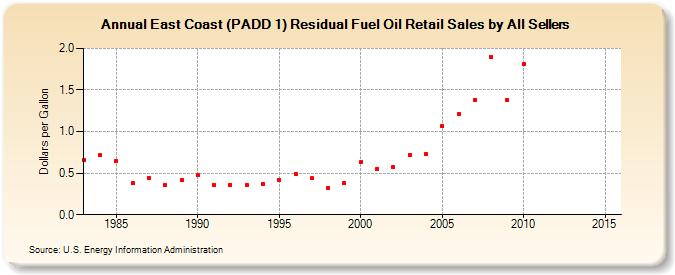 Annual East Coast (PADD 1) Residual Fuel Oil Retail Sales by All Sellers
Dollars per Gallon
2.0
1.5
1.0
0.5
0.0
1985 1990 1995 2000 2005 2010 2015
Source: U.S. Energy Information Administration